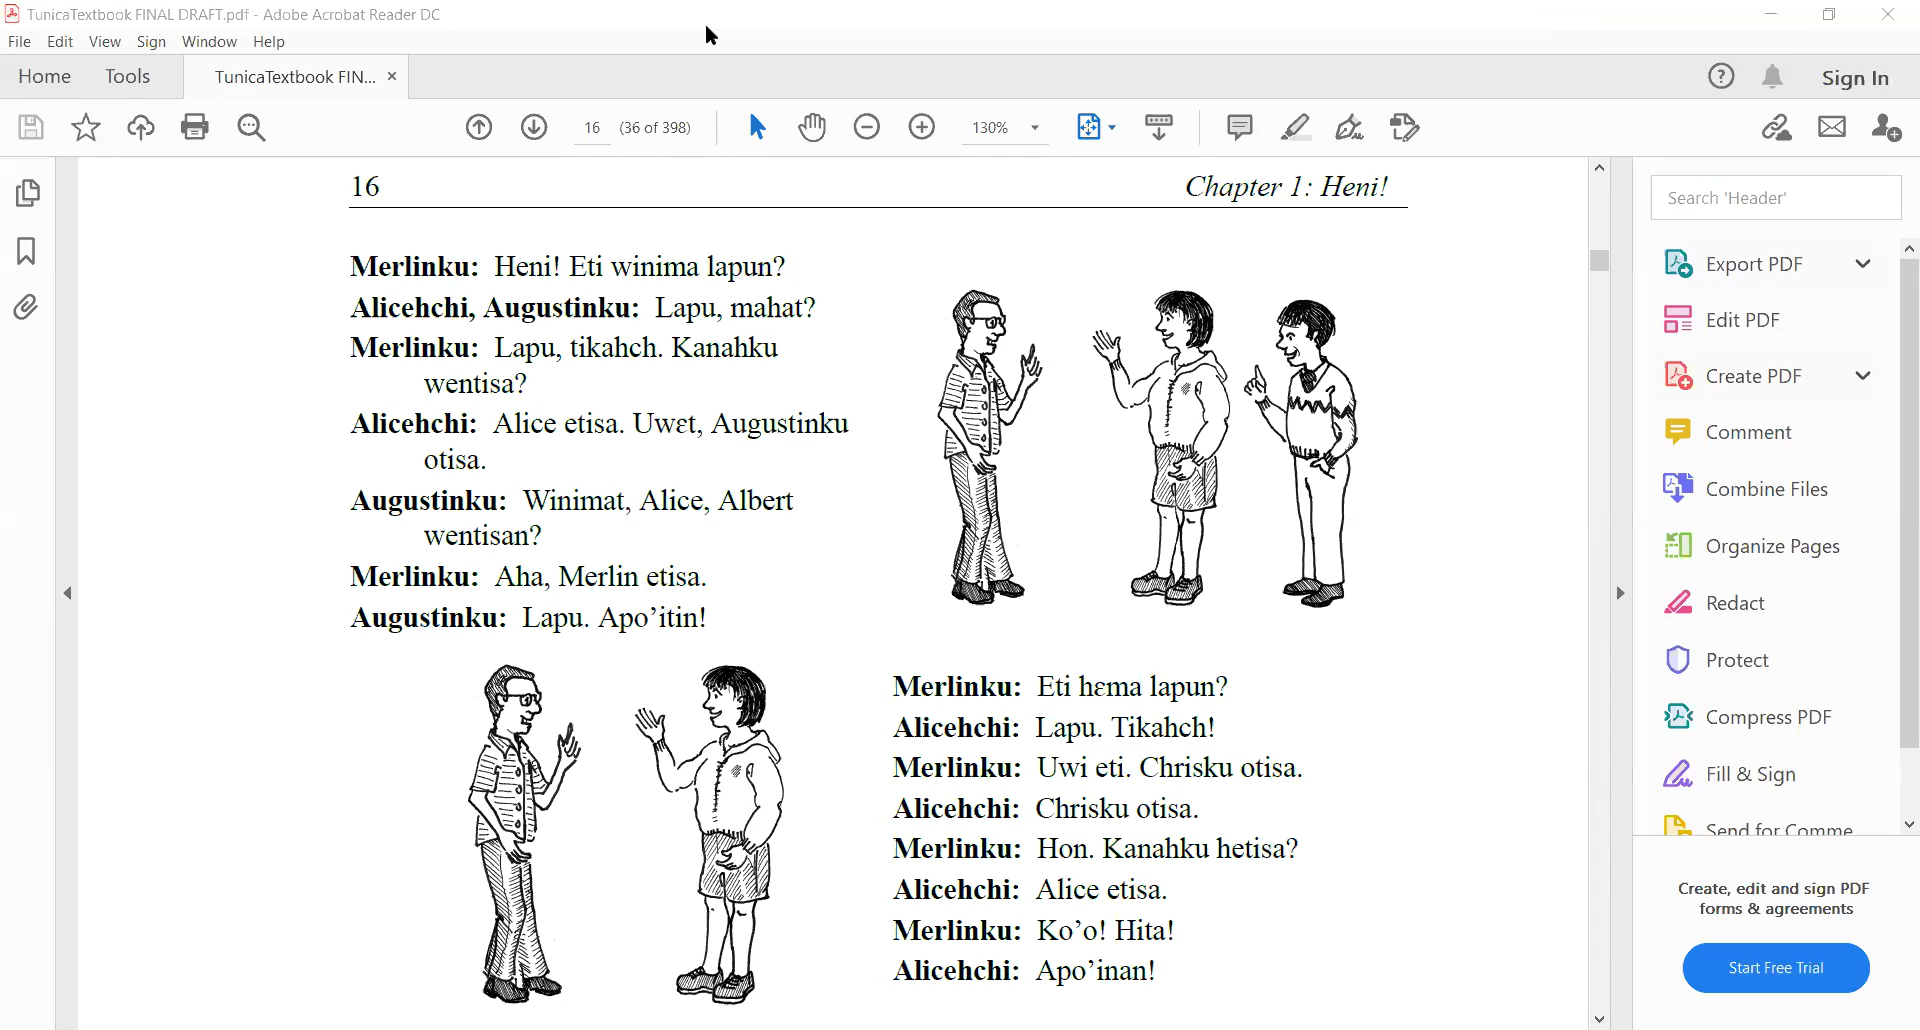 TunicaTextbook FINAL DRAFT.pdf - Adobe Acrobat Reader DC
File Edit View Sign Window Help
Home Tools TunicaTextbook FIN... × Sign In
16 (36 of 398) 130%
16 Chapter 1: Heni!
Merlinku: Heni! Eti winima lapun?
Alicehchi, Augustinku: Lapu, mahat?
Merlinku: Lapu, tikahch. Kanahku
wentisa?
Alicehchi: Alice etisa. Uwɛt, Augustinku
otisa.
Augustinku: Winimat, Alice, Albert
wentisan?
Merlinku: Aha, Merlin etisa.
Augustinku: Lapu. Apo’itin!
Merlinku: Eti hɛma lapun?
Alicehchi: Lapu. Tikahch!
Merlinku: Uwi eti. Chrisku otisa.
Alicehchi: Chrisku otisa.
Merlinku: Hon. Kanahku hetisa?
Alicehchi: Alice etisa.
Merlinku: Ko’o! Hita!
Alicehchi: Apo’inan!
Search 'Header'
Export PDF
Edit PDF
Create PDF
Comment
Combine Files
Organize Pages
Redact
Protect
Compress PDF
Fill & Sign
Send for Comme
Create, edit and sign PDF
forms & agreements
Start Free Trial